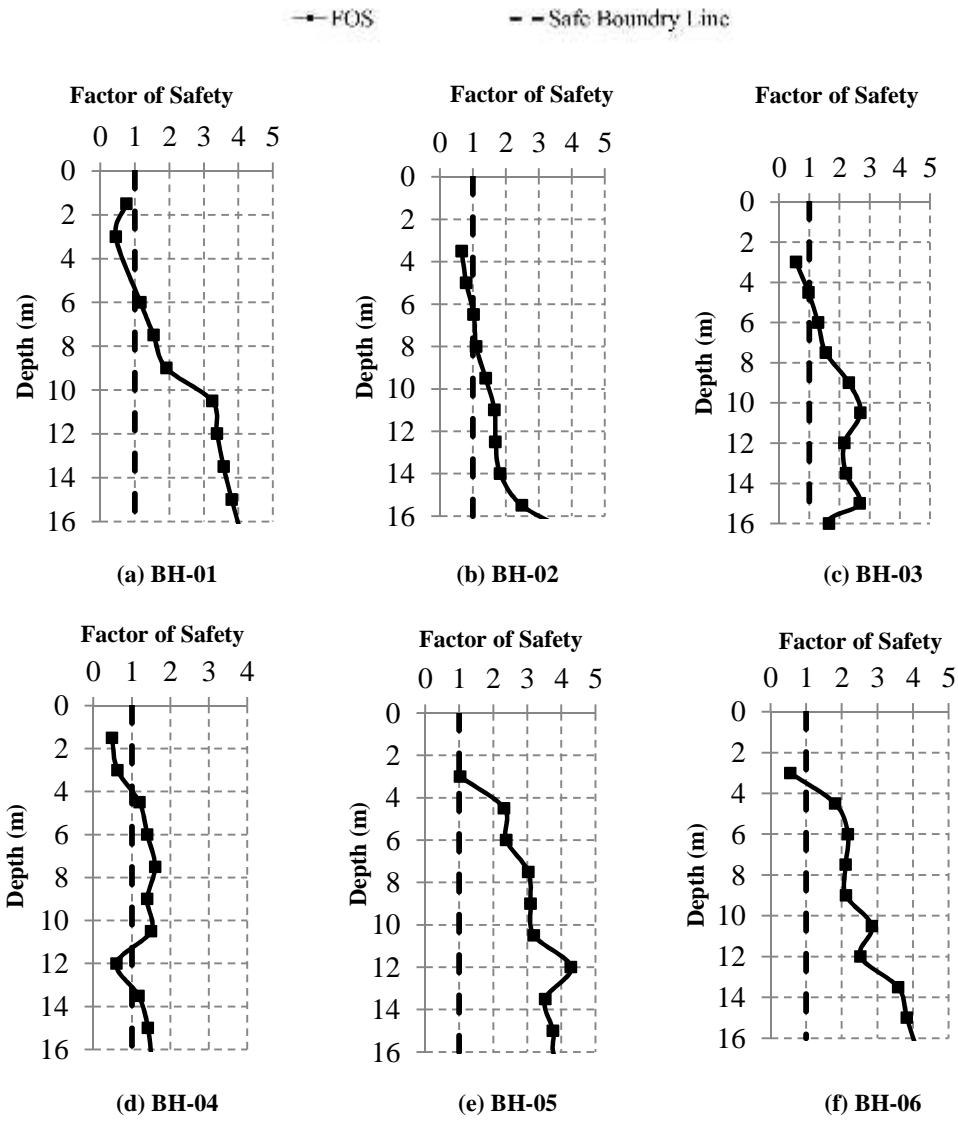 FOS Safe Boundry Line
Factor of Safety
0 1 2 3 4 5
0
2
4
6
8
10
12
14
16
Depth (m)
(a) BH-01
Factor of Safety
0 1 2 3 4 5
0
2
4
6
8
10
12
14
16
Depth (m)
(b) BH-02
Factor of Safety
0 1 2 3 4 5
0
2
4
6
8
10
12
14
16
Depth (m)
(c) BH-03
Factor of Safety
0 1 2 3 4
0
2
4
6
8
10
12
14
16
Depth (m)
(d) BH-04
Factor of Safety
0 1 2 3 4 5
0
2
4
6
8
10
12
14
16
Depth (m)
(e) BH-05
Factor of Safety
0 1 2 3 4 5
0
2
4
6
8
10
12
14
16
Depth (m)
(f) BH-06